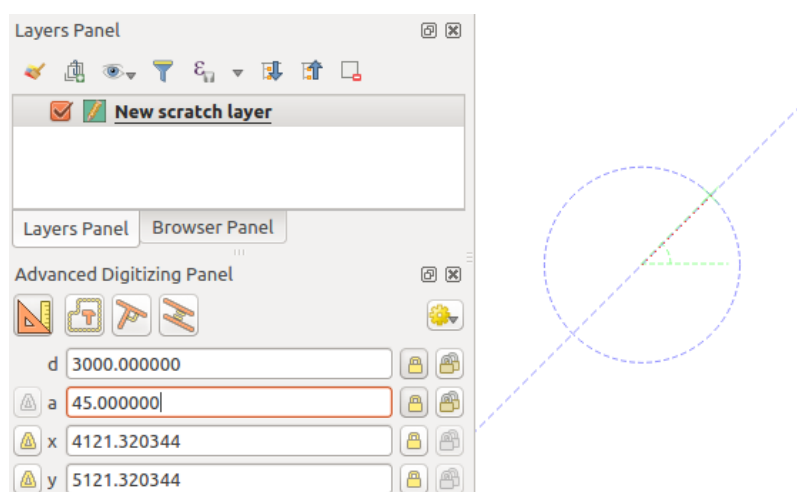 Layers Panel
New scratch layer
Layers Panel Browser Panel
Advanced Digitizing Panel
d 3000.000000
a 45.000000
x 4121.320344
y 5121.320344